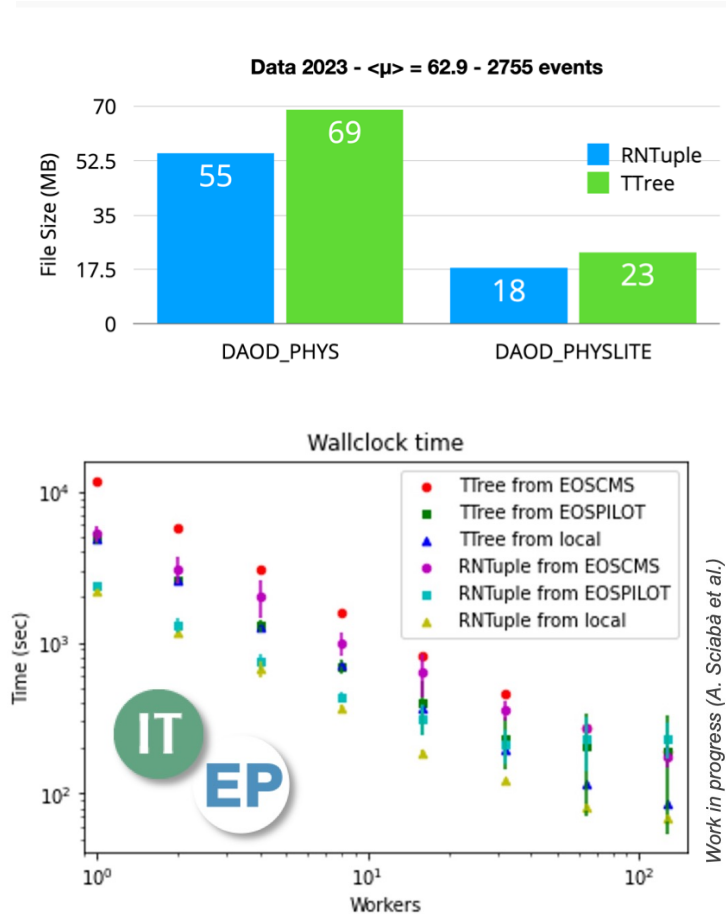 Data 2023 - <µ> = 62.9 - 2755 events
File Size (MB)
70
52.5
35
17.5
0
55
69
18
23
RNTuple
TTree
DAOD_PHYS
DAOD_PHYSLITE
Wallclock time
Time (sec)
10⁴
10³
10²
TTree from EOSCMS
TTree from EOSPILOT
TTree from local
RNTuple from EOSCMS
RNTuple from EOSPILOT
RNTuple from local
IT
EP
10⁰
10¹
10²
Workers
Work in progress (A. Sciabà et al.)